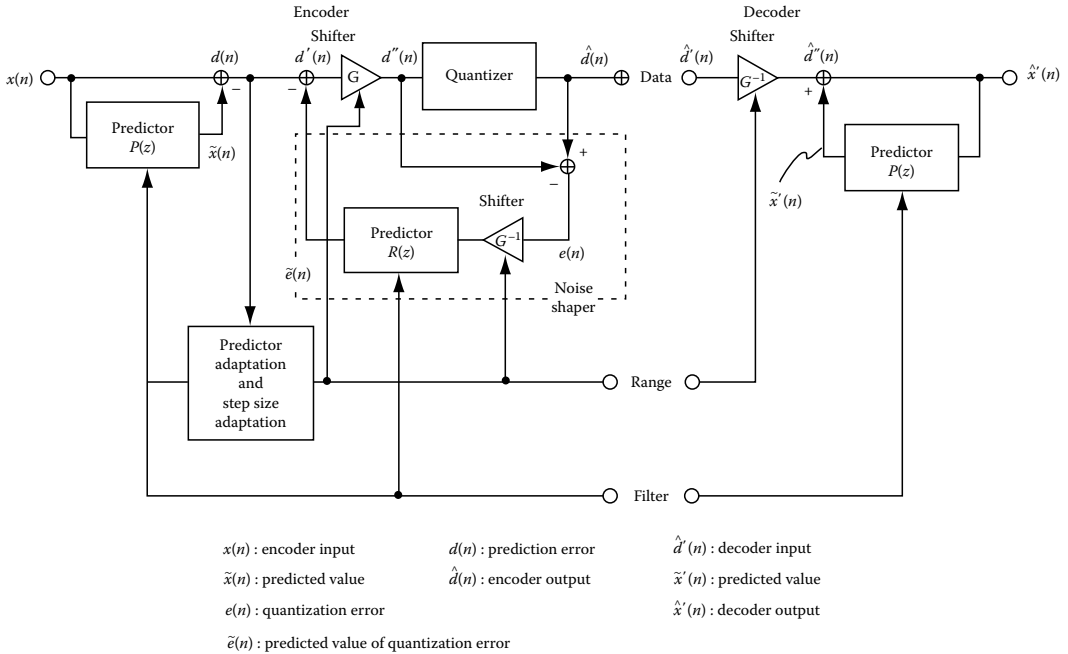 Encoder
Decoder
Shifter
Shifter
x(n)
d(n)
d′(n)
G
d″(n)
Quantizer
d̂(n)
Data
d̂′(n)
G⁻¹
d̂″(n)
x̂′(n)
−
−
+
Predictor
P(z)
x̃(n)
+
−
Predictor
P(z)
x̃′(n)
Shifter
Predictor
R(z)
G⁻¹
e(n)
ẽ(n)
Noise
shaper
Predictor
adaptation
and
step size
adaptation
Range
Filter
x(n) : encoder input
d(n) : prediction error
d̂′(n) : decoder input
x̃(n) : predicted value
d̂(n) : encoder output
x̃′(n) : predicted value
e(n) : quantization error
x̂′(n) : decoder output
ẽ(n) : predicted value of quantization error